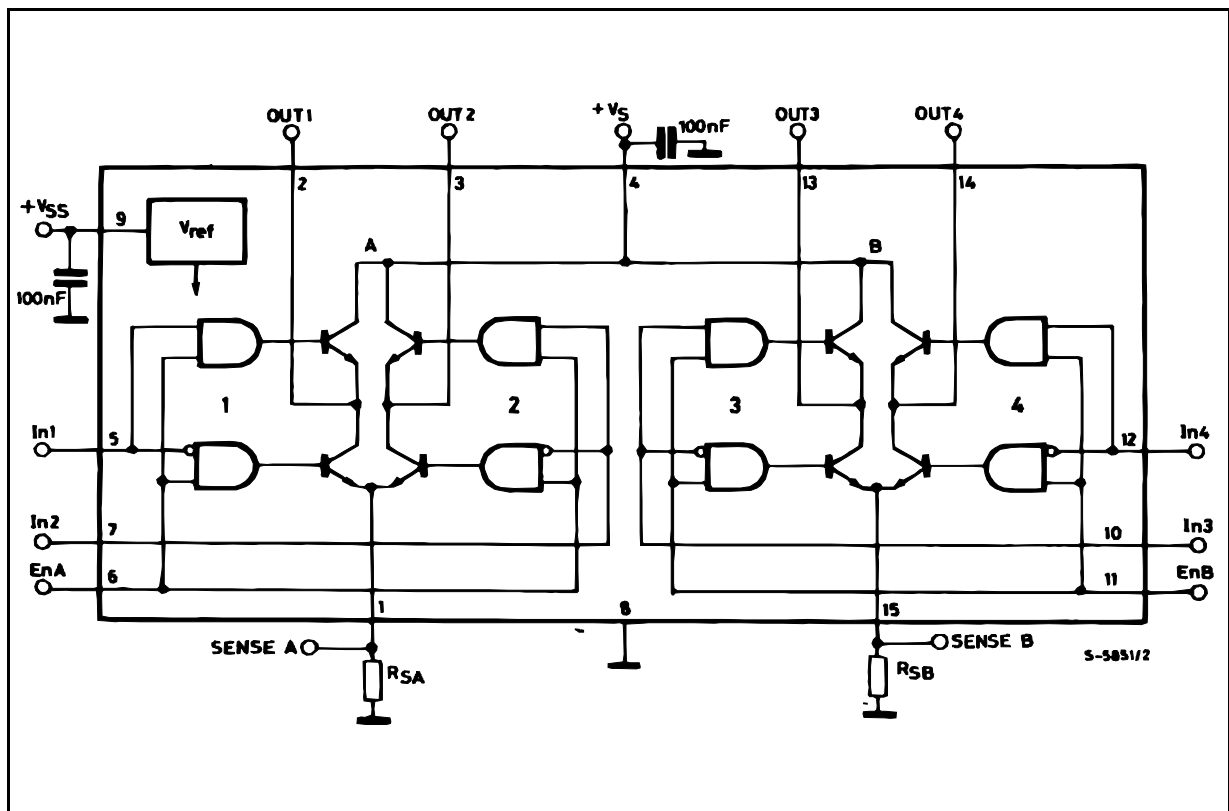 OUT1 OUT2 +VS 100nF OUT3 OUT4
2 3 4 13 14
+VSS 9 Vref
A B
100nF
1 2 3 4
In1 5 12 In4
In2 7 10 In3
EnA 6 11 EnB
1 8 15
SENSE A SENSE B
RSA RSB
S-5851/2